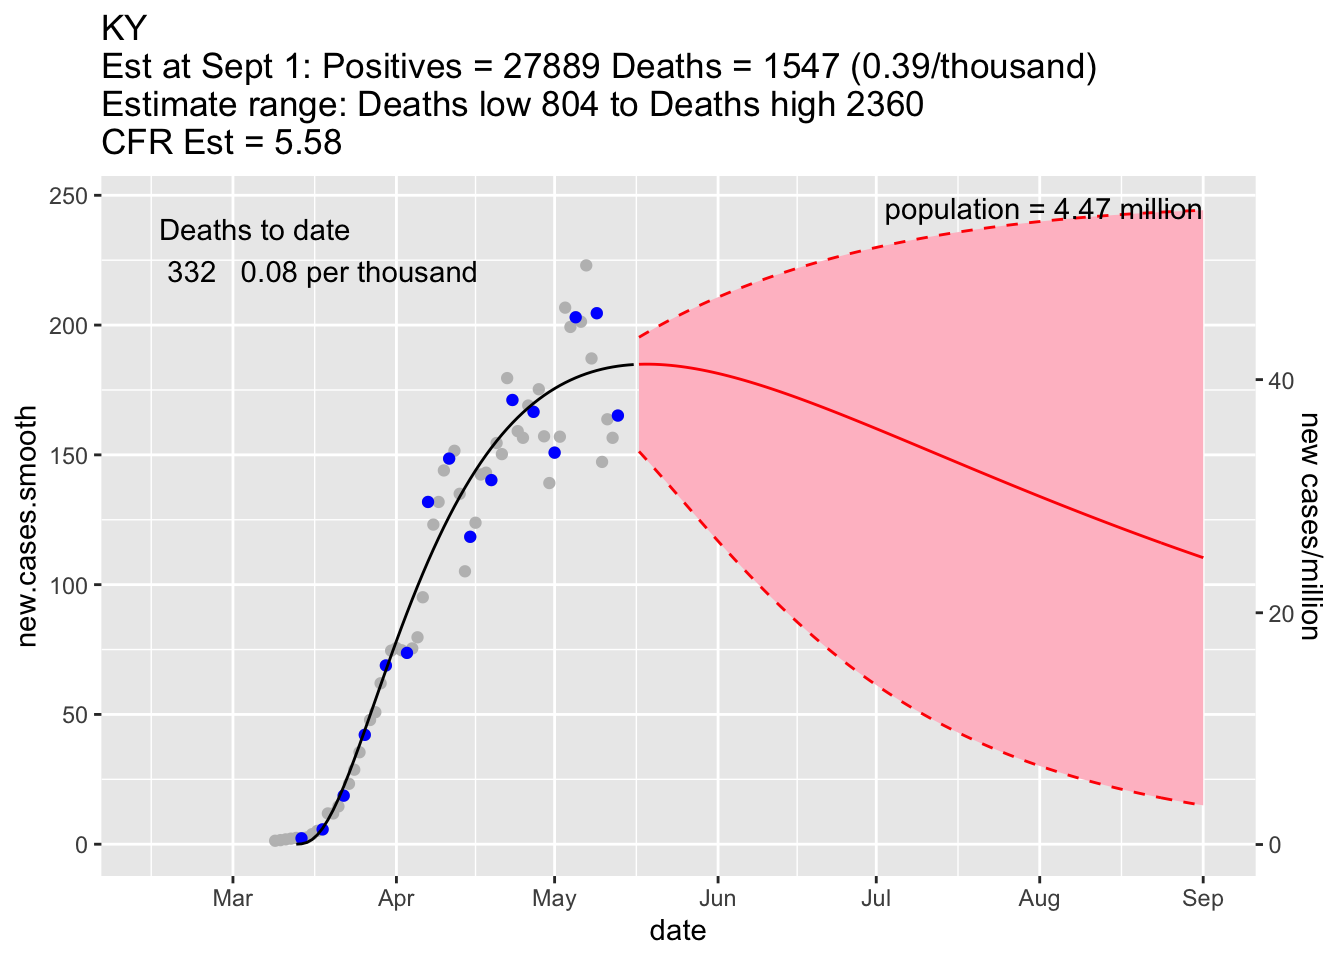 KY
Est at Sept 1: Positives = 27889 Deaths = 1547 (0.39/thousand)
Estimate range: Deaths low 804 to Deaths high 2360
CFR Est = 5.58
Deaths to date
332 0.08 per thousand
population = 4.47 million
250
200
150
100
50
0
new.cases.smooth
40
20
0
new cases/million
Mar Apr May Jun Jul Aug Sep
date